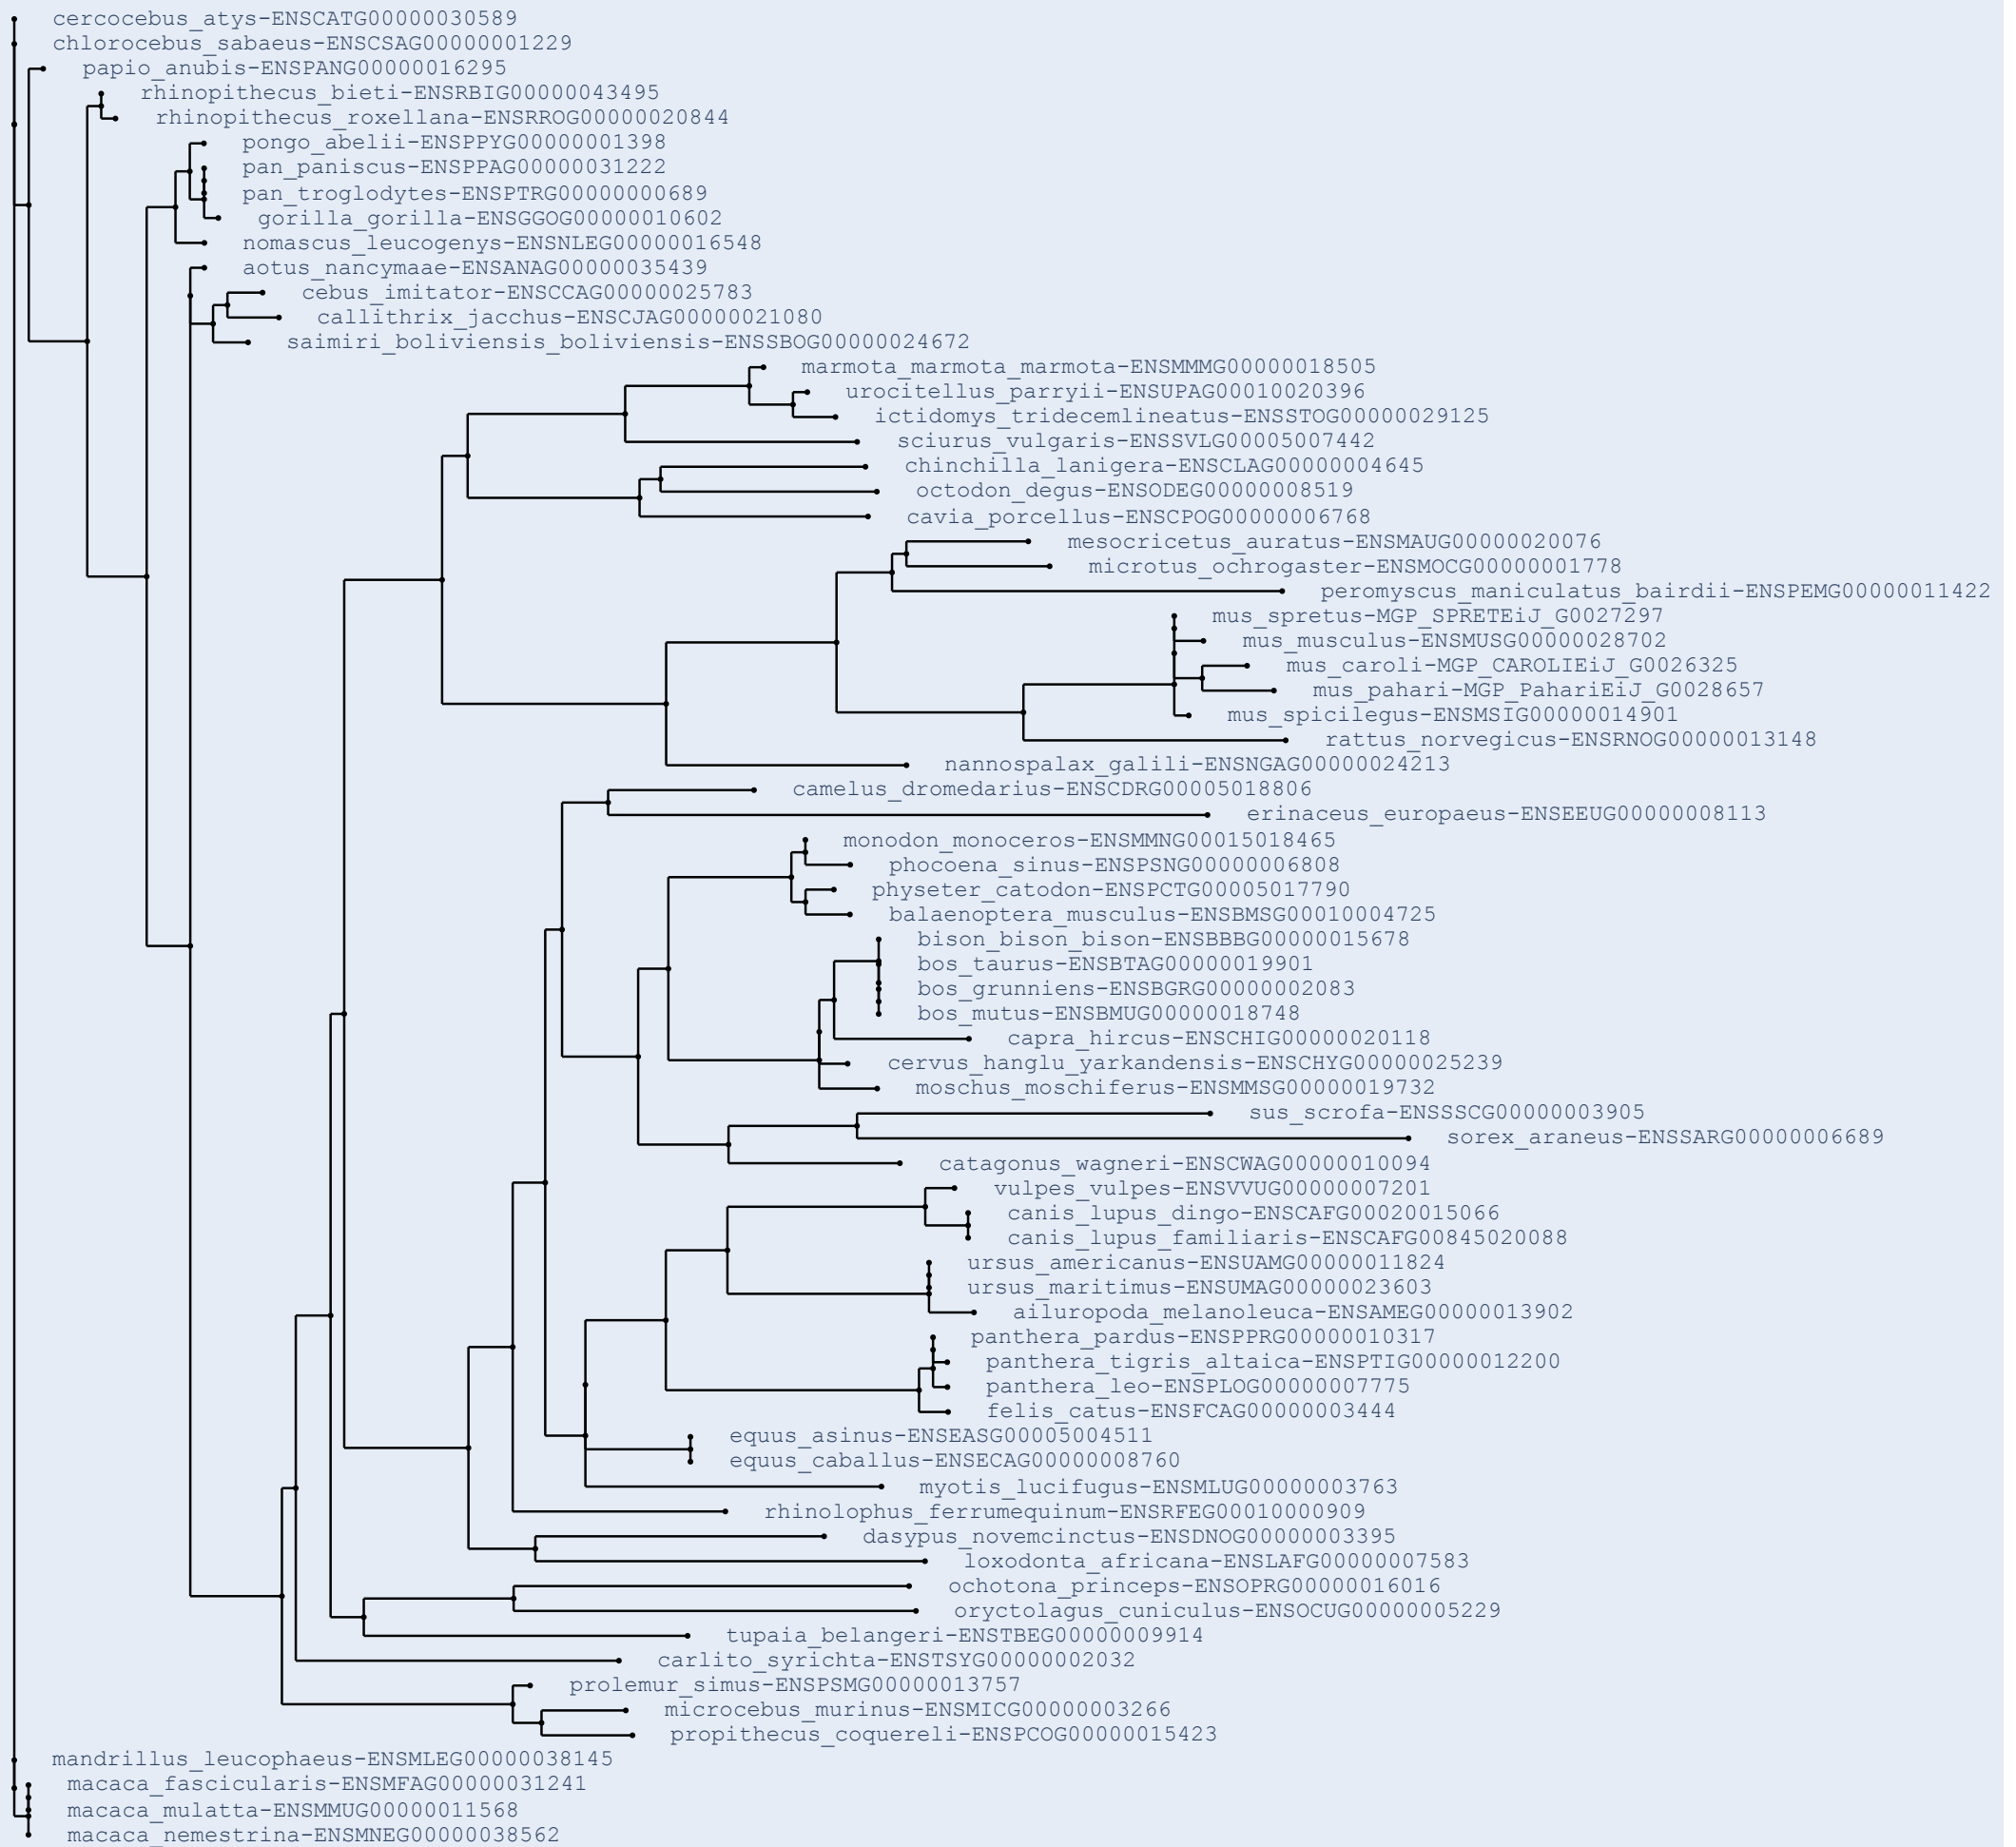 cercocebus_atys-ENSCATG00000030589
chlorocebus_sabaeus-ENSCSAG00000001229
papio_anubis-ENSPANG00000016295
rhinopithecus_bieti-ENSRBIG00000043495
rhinopithecus_roxellana-ENSRROG00000020844
pongo_abelii-ENSPPYG00000001398
pan_paniscus-ENSPPAG00000031222
pan_troglodytes-ENSPTRG00000000689
gorilla_gorilla-ENSGGOG00000010602
nomascus_leucogenys-ENSNLEG00000016548
aotus_nancymaae-ENSANAG00000035439
cebus_imitator-ENSCCAG00000025783
callithrix_jacchus-ENSCJAG00000021080
saimiri_boliviensis_boliviensis-ENSSBOG00000024672
marmota_marmota_marmota-ENSMMMG00000018505
urocitellus_parryii-ENSUPAG00010020396
ictidomys_tridecemlineatus-ENSSTOG00000029125
sciurus_vulgaris-ENSSVLG00005007442
chinchilla_lanigera-ENSCLAG00000004645
octodon_degus-ENSODEG00000008519
cavia_porcellus-ENSCPOG00000006768
mesocricetus_auratus-ENSMAUG00000020076
microtus_ochrogaster-ENSMOCG00000001778
peromyscus_maniculatus_bairdii-ENSPEMG00000011422
mus_spretus-MGP_SPRETEiJ_G0027297
mus_musculus-ENSMUSG00000028702
mus_caroli-MGP_CAROLIEiJ_G0026325
mus_pahari-MGP_PahariEiJ_G0028657
mus_spicilegus-ENSMSIG00000014901
rattus_norvegicus-ENSRNOG00000013148
nannospalax_galili-ENSNGAG00000024213
camelus_dromedarius-ENSCDRG00005018806
erinaceus_europaeus-ENSEEUG00000008113
monodon_monoceros-ENSMMNG00015018465
phocoena_sinus-ENSPSNG00000006808
physeter_catodon-ENSPCTG00005017790
balaenoptera_musculus-ENSBMSG00010004725
bison_bison_bison-ENSBBBG00000015678
bos_taurus-ENSBTAG00000019901
bos_grunniens-ENSBGRG00000002083
bos_mutus-ENSBMUG00000018748
capra_hircus-ENSCHIG00000020118
cervus_hanglu_yarkandensis-ENSCHYG00000025239
moschus_moschiferus-ENSMMSG00000019732
sus_scrofa-ENSSSCG00000003905
sorex_araneus-ENSSARG00000006689
catagonus_wagneri-ENSCWAG00000010094
vulpes_vulpes-ENSVVUG00000007201
canis_lupus_dingo-ENSCAFG00020015066
canis_lupus_familiaris-ENSCAFG00845020088
ursus_americanus-ENSUAMG00000011824
ursus_maritimus-ENSUMAG00000023603
ailuropoda_melanoleuca-ENSAMEG00000013902
panthera_pardus-ENSPPRG00000010317
panthera_tigris_altaica-ENSPTIG00000012200
panthera_leo-ENSPLOG00000007775
felis_catus-ENSFCAG00000003444
equus_asinus-ENSEASG00005004511
equus_caballus-ENSECAG00000008760
myotis_lucifugus-ENSMLUG00000003763
rhinolophus_ferrumequinum-ENSRFEG00010000909
dasypus_novemcinctus-ENSDNOG00000003395
loxodonta_africana-ENSLAFG00000007583
ochotona_princeps-ENSOPRG00000016016
oryctolagus_cuniculus-ENSOCUG00000005229
tupaia_belangeri-ENSTBEG00000009914
carlito_syrichta-ENSTSYG00000002032
prolemur_simus-ENSPSMG00000013757
microcebus_murinus-ENSMICG00000003266
propithecus_coquereli-ENSPCOG00000015423
mandrillus_leucophaeus-ENSMLEG00000038145
macaca_fascicularis-ENSMFAG00000031241
macaca_mulatta-ENSMMUG00000011568
macaca_nemestrina-ENSMNEG00000038562